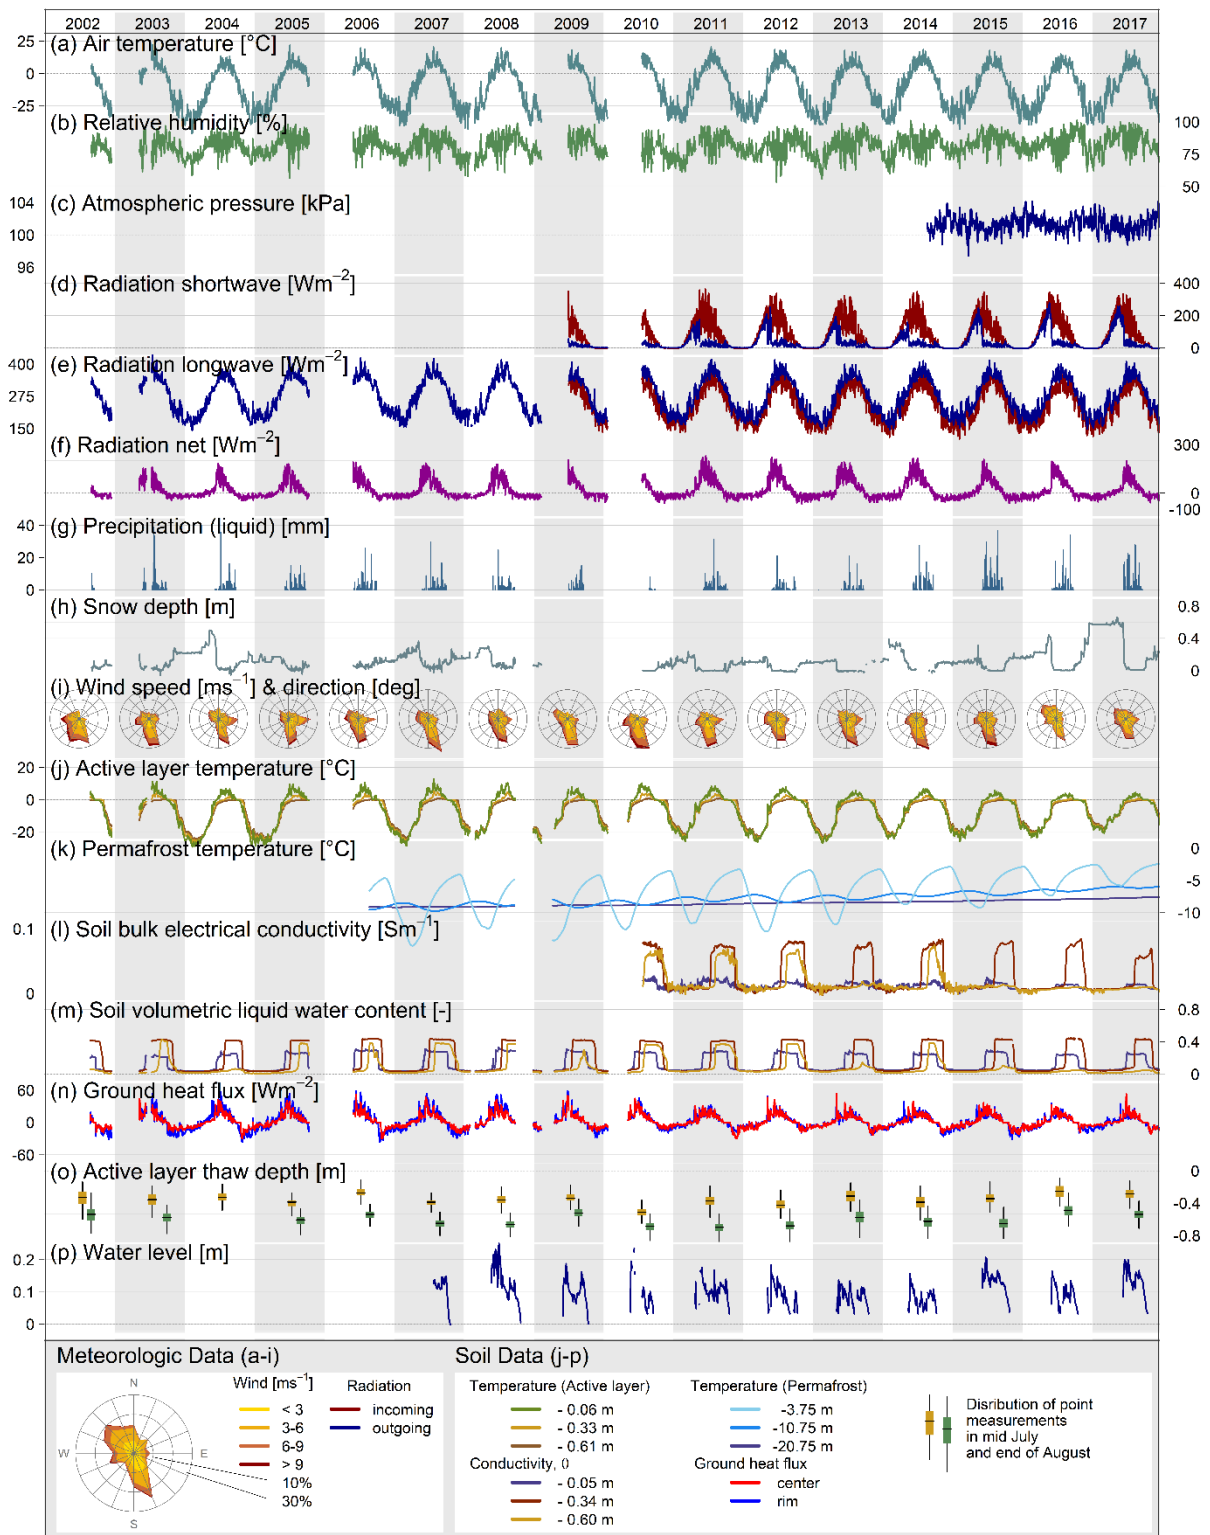 2002 2003 2004 2005 2006 2007 2008 2009 2010 2011 2012 2013 2014 2015 2016 2017
(a) Air temperature [°C]
25
0
-25
(b) Relative humidity [%]
100
75
50
(c) Atmospheric pressure [kPa]
104
100
96
(d) Radiation shortwave [Wm−2]
400
200
0
(e) Radiation longwave [Wm−2]
400
275
150
(f) Radiation net [Wm−2]
300
0
-100
(g) Precipitation (liquid) [mm]
40
20
0
(h) Snow depth [m]
0.8
0.4
0
(i) Wind speed [ms−1] & direction [deg]
(j) Active layer temperature [°C]
20
0
-20
(k) Permafrost temperature [°C]
0
-5
-10
(l) Soil bulk electrical conductivity [Sm−1]
0.1
0
(m) Soil volumetric liquid water content [-]
0.8
0.4
0
(n) Ground heat flux [Wm−2]
60
0
-60
(o) Active layer thaw depth [m]
0
-0.4
-0.8
(p) Water level [m]
0.2
0.1
0
Meteorologic Data (a-i)
N
W
E
S
Wind [ms−1]
< 3
3-6
6-9
> 9
10%
30%
Radiation
incoming
outgoing
Soil Data (j-p)
Temperature (Active layer)
- 0.06 m
- 0.33 m
- 0.61 m
Conductivity, θ
- 0.05 m
- 0.34 m
- 0.60 m
Temperature (Permafrost)
-3.75 m
-10.75 m
-20.75 m
Ground heat flux
center
rim
Disribution of point
measurements
in mid July
and end of August